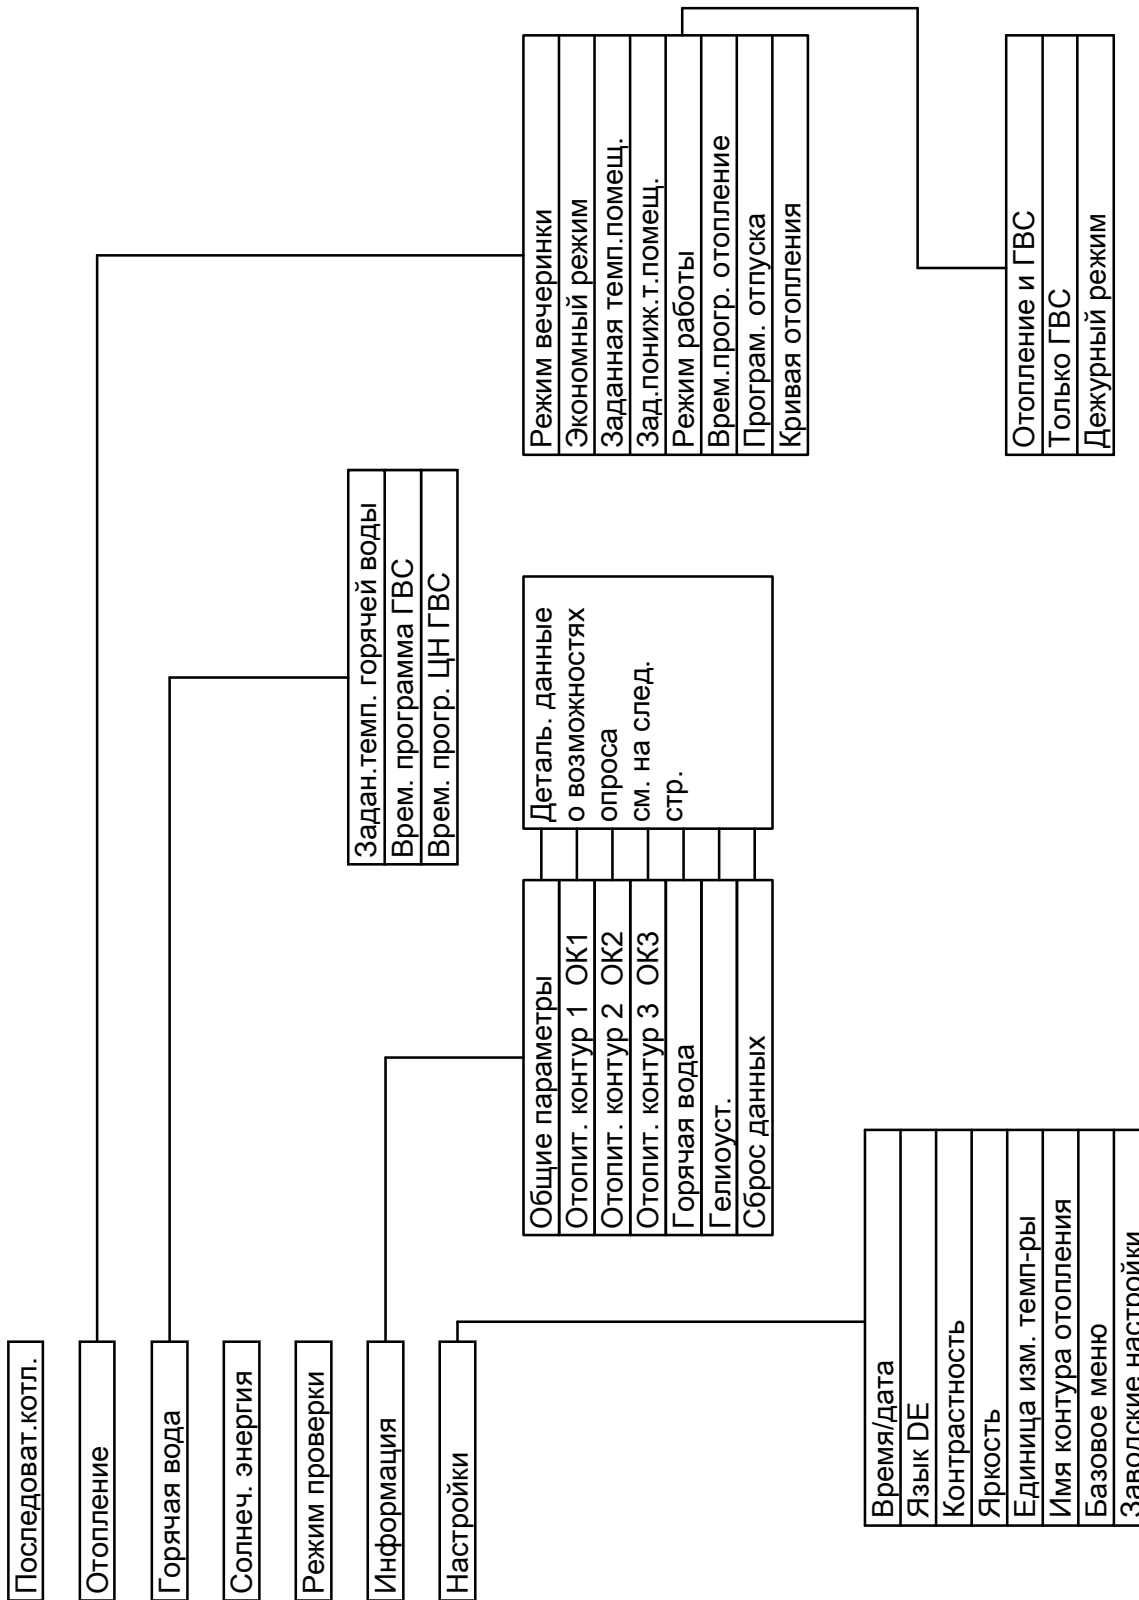 Последоват.котл.
Отопление
Горячая вода
Солнеч. энергия
Режим проверки
Информация
Настройки
Задан.темп. горячей воды
Врем. программа ГВС
Врем. прогр. ЦН ГВС
Режим вечеринки
Экономный режим
Заданная темп.помещ.
Зад.пониж.т.помещ.
Режим работы
Врем.прогр. отопление
Програм. отпуска
Кривая отопления
Общие параметры
Отопит. контур 1 ОК1
Отопит. контур 2 ОК2
Отопит. контур 3 ОК3
Горячая вода
Гелиоуст.
Сброс данных
Деталь. данные
о возможностях
опроса
см. на след.
стр.
Время/дата
Язык DE
Контрастность
Яркость
Единица изм. темп-ры
Имя контура отопления
Базовое меню
Заводские настройки
Отопление и ГВС
Только ГВС
Дежурный режим